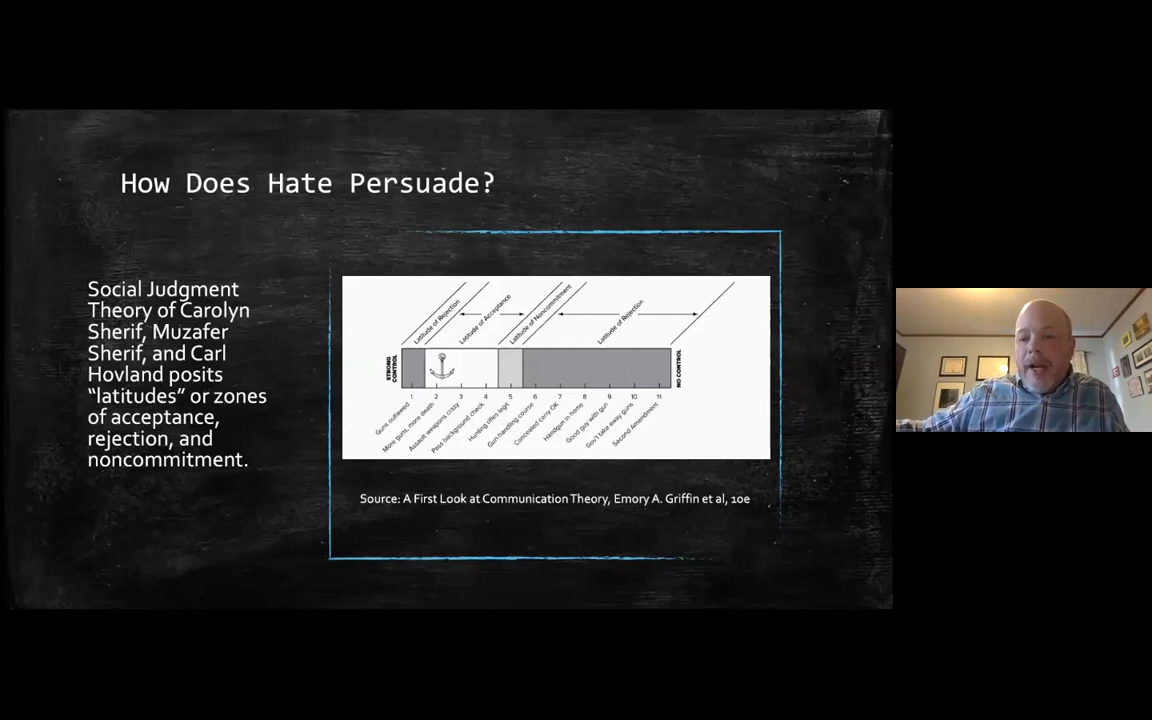 How Does Hate Persuade?
Social Judgment
Theory of Carolyn
Sherif, Muzafer
Sherif, and Carl
Hovland posits
“latitudes” or zones
of acceptance,
rejection, and
noncommitment.
Latitude of Rejection
Latitude of Acceptance
Latitude of Noncommitment
Latitude of Rejection
STRONG
CONTROL
NO CONTROL
1 2 3 4 5 6 7 8 9 10 11
Guns outlawed
More guns, more death
Assault weapons crazy
Pass background check
Hunting rifles legit
Gun-handling course
Concealed carry OK
Handgun in home
Good guy with gun
Gov't take away guns
Second Amendment
Source: A First Look at Communication Theory, Emory A. Griffin et al, 10e